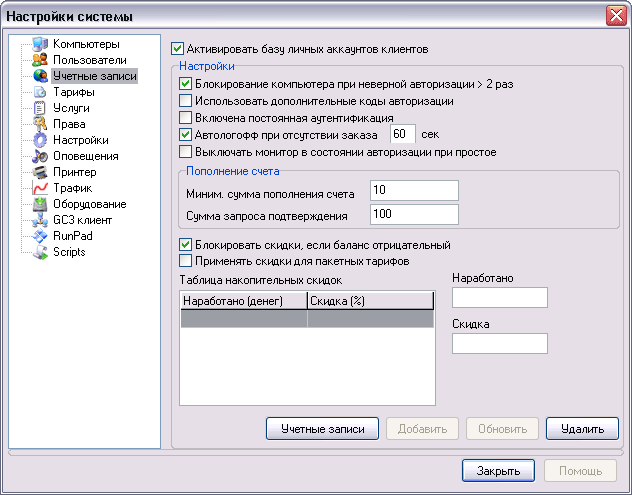 Настройки системы
Компьютеры
Пользователи
Учетные записи
Тарифы
Услуги
Права
Настройки
Оповещения
Принтер
Трафик
Оборудование
GC3 клиент
RunPad
Scripts
Активировать базу личных аккаунтов клиентов
Настройки
Блокирование компьютера при неверной авторизации > 2 раз
Использовать дополнительные коды авторизации
Включена постоянная аутентификация
Автологофф при отсутствии заказа 60 сек
Выключать монитор в состоянии авторизации при простое
Пополнение счета
Миним. сумма пополнения счета 10
Сумма запроса подтверждения 100
Блокировать скидки, если баланс отрицательный
Применять скидки для пакетных тарифов
Таблица накопительных скидок
Наработано (денег) Скидка (%)
Наработано
Скидка
Учетные записи Добавить Обновить Удалить
Закрыть Помощь